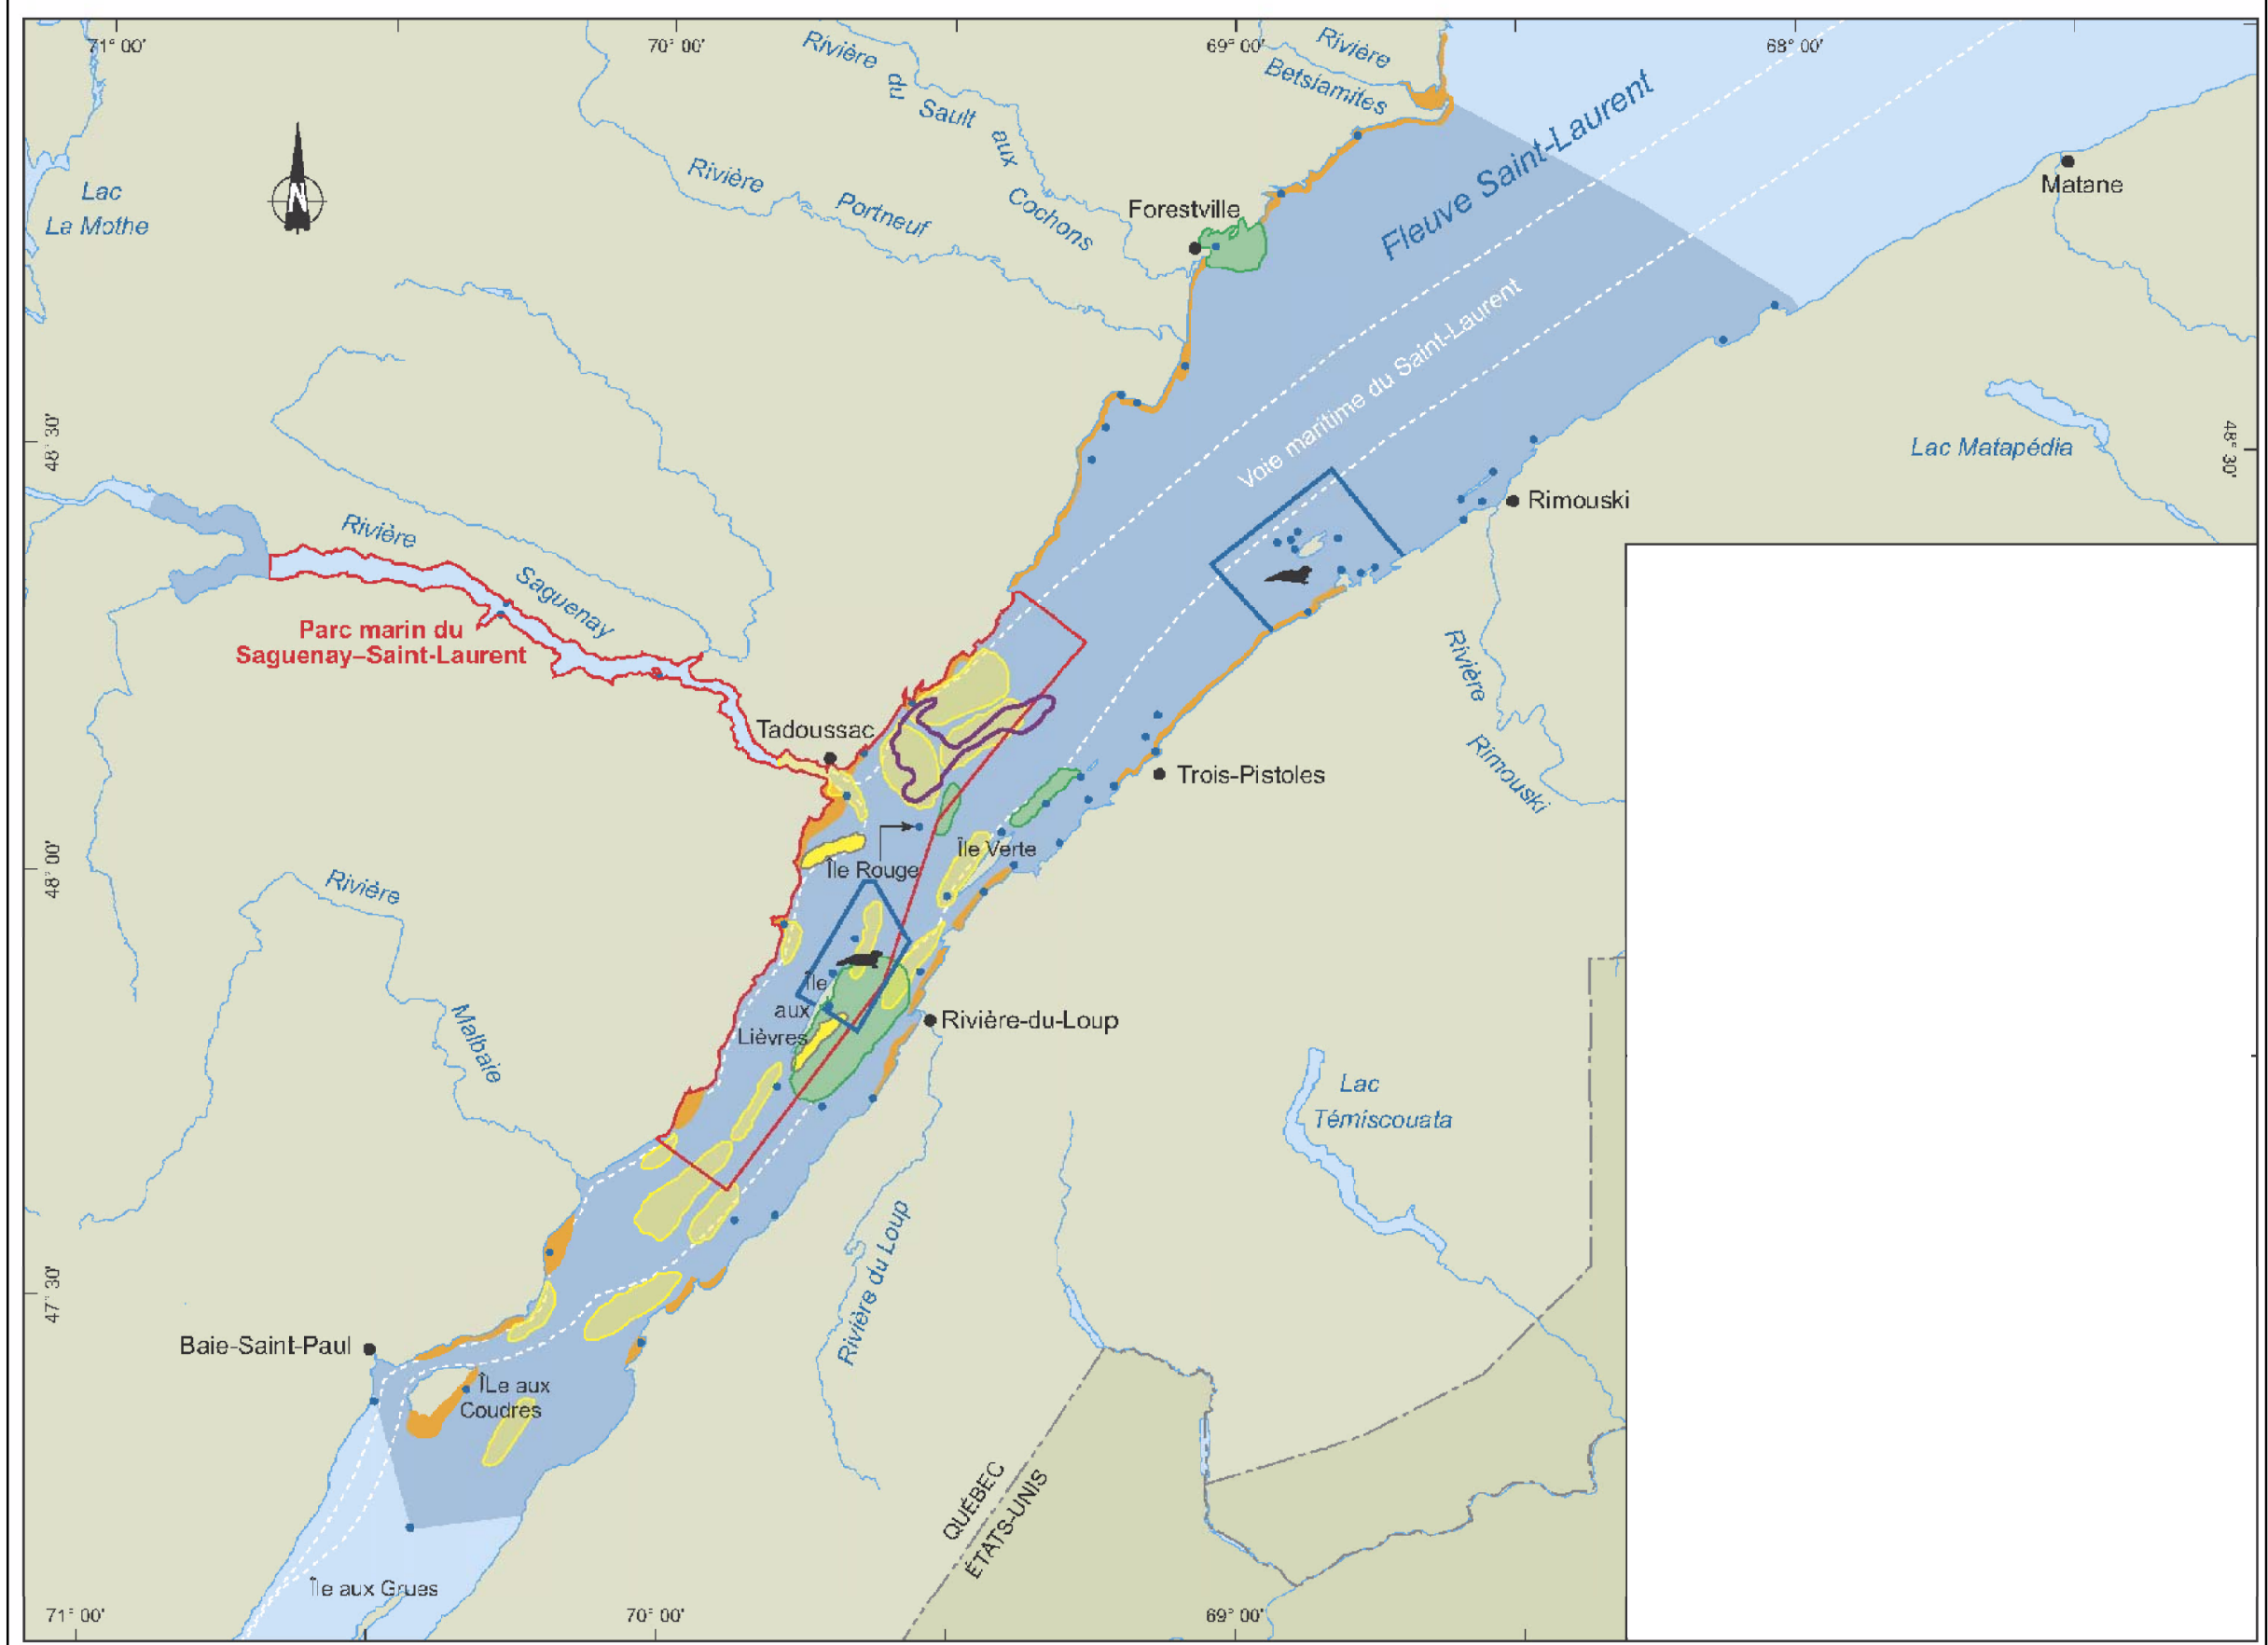 71° 00'
70° 00'
69° 00'
68° 00'
Rivière
du
Sault
aux
Cochons
Rivière
Betsiamites
Fleuve Saint-Laurent
Matane
Lac
La Mothe
N
Rivière
Portneuf
Forestville
Voie maritime du Saint-Laurent
48° 30'
48° 30'
Lac Matapédia
Rimouski
Rivière
Saguenay
Parc marin du
Saguenay–Saint-Laurent
Rivière
Rimouski
Tadoussac
Trois-Pistoles
Île Verte
Île Rouge
48° 00'
Rivière
Malbaie
Île
aux
Lièvres
Rivière-du-Loup
Lac
Témiscouata
Rivière du Loup
47° 30'
Baie-Saint-Paul
ÎLe aux
Coudres
QUÉBEC
ÉTATS-UNIS
Île aux Grues
71° 00'
70° 00'
69° 00'